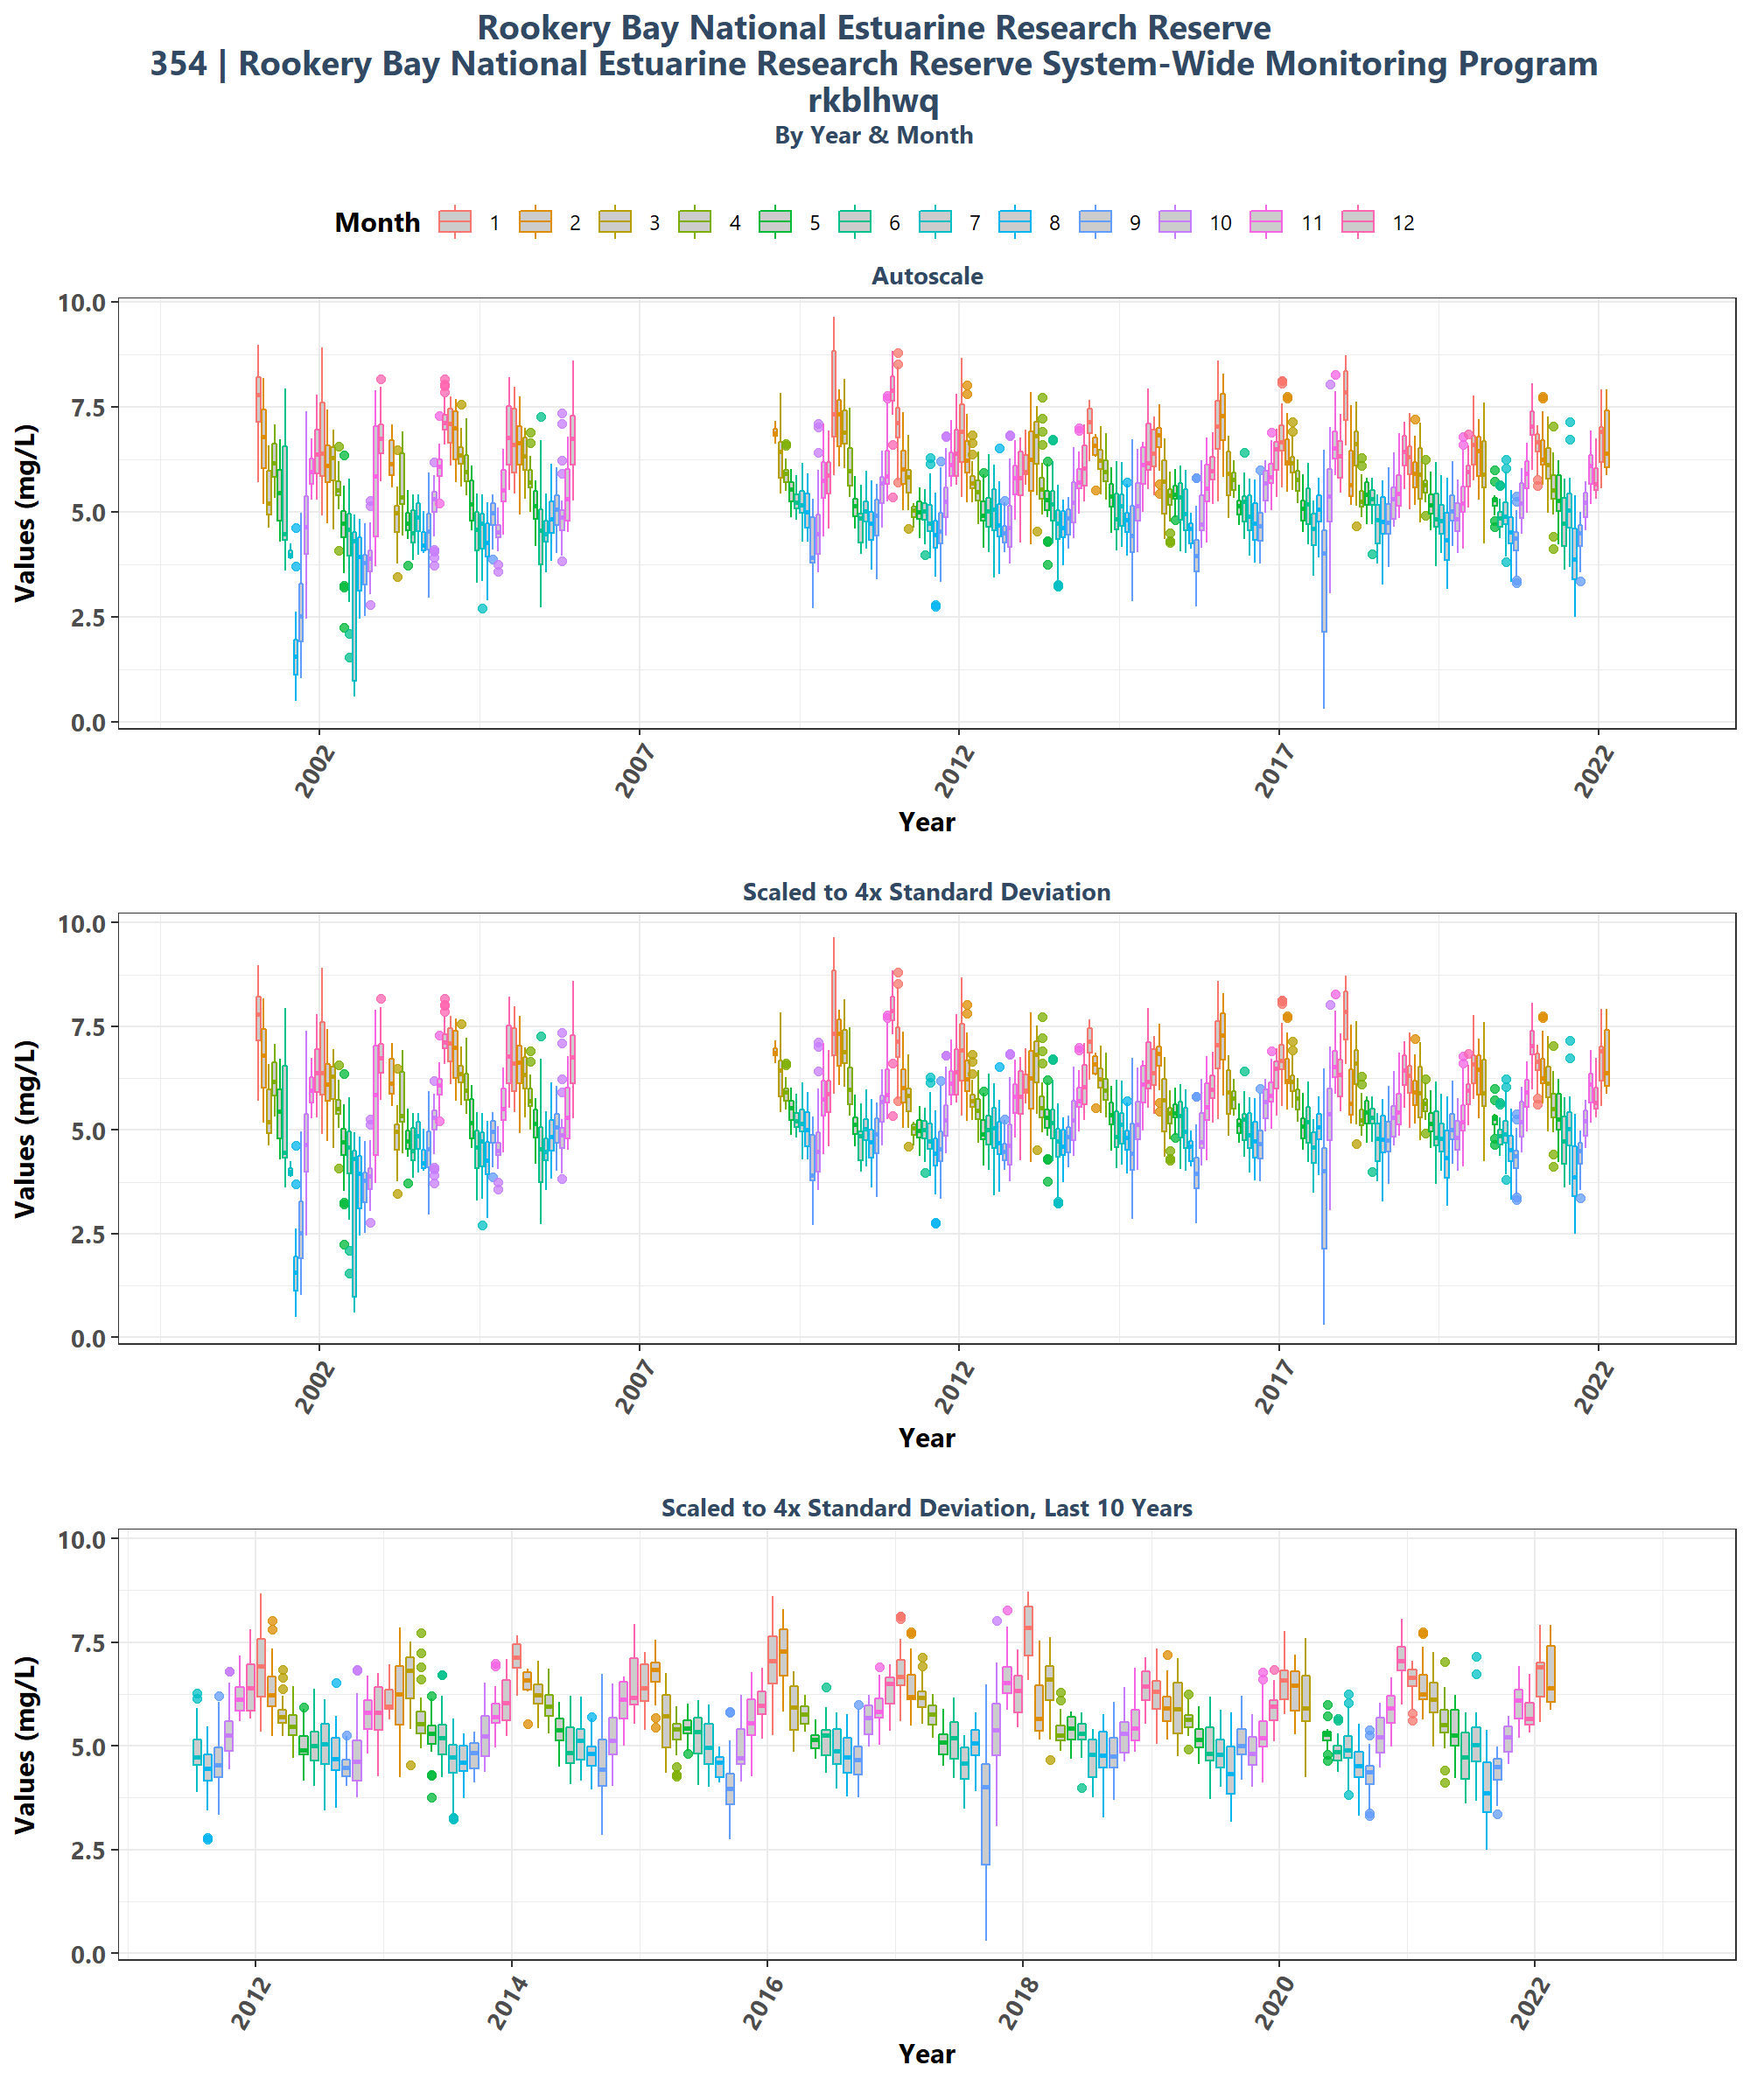 Rookery Bay National Estuarine Research Reserve
354 | Rookery Bay National Estuarine Research Reserve System-Wide Monitoring Program
rkblhwq
By Year & Month
Month 1 2 3 4 5 6 7 8 9 10 11 12
Autoscale
Values (mg/L)
10.0
7.5
5.0
2.5
0.0
2002 2007 2012 2017 2022
Year
Scaled to 4x Standard Deviation
Values (mg/L)
10.0
7.5
5.0
2.5
0.0
2002 2007 2012 2017 2022
Year
Scaled to 4x Standard Deviation, Last 10 Years
Values (mg/L)
10.0
7.5
5.0
2.5
0.0
2012 2014 2016 2018 2020 2022
Year